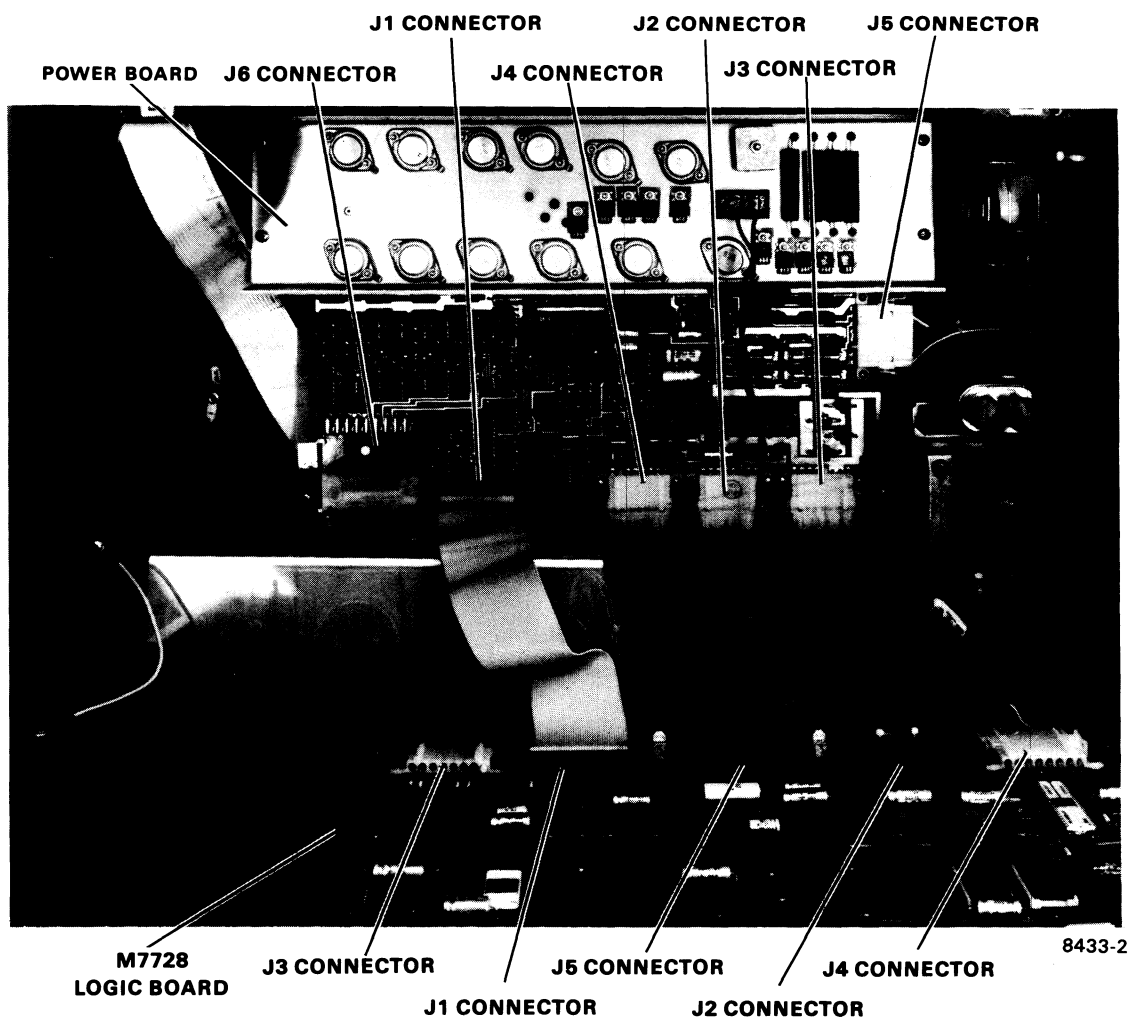 J1 CONNECTOR
J2 CONNECTOR
J5 CONNECTOR
POWER BOARD
J6 CONNECTOR
J4 CONNECTOR
J3 CONNECTOR
8433-2
M7728
LOGIC BOARD
J3 CONNECTOR
J5 CONNECTOR
J4 CONNECTOR
J1 CONNECTOR
J2 CONNECTOR